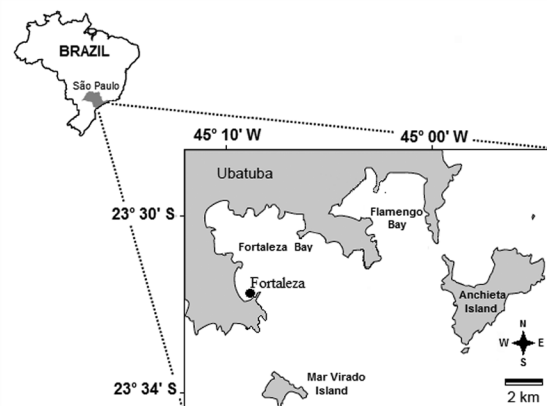 BRAZIL
São Paulo
45° 10' W
45° 00' W
Ubatuba
23° 30' S
Flamengo
Bay
Fortaleza Bay
Fortaleza
Anchieta
Island
N
W E
S
Mar Virado
Island
23° 34' S
2 km